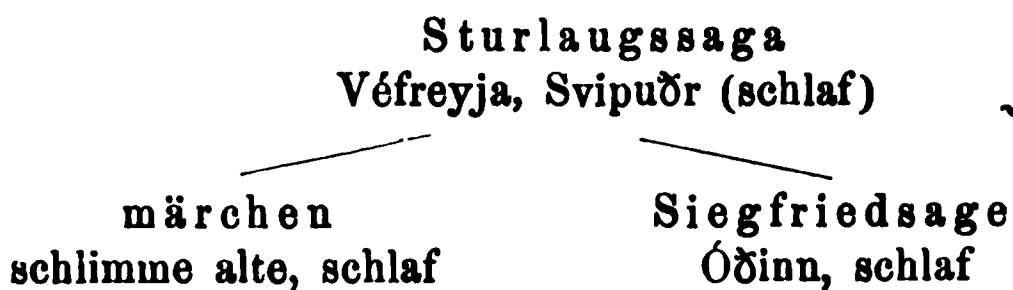 Sturlaugssaga
Véfreyja, Svipuðr (schlaf)
märchen
schlimme alte, schlaf
Siegfriedsage
Óðinn, schlaf